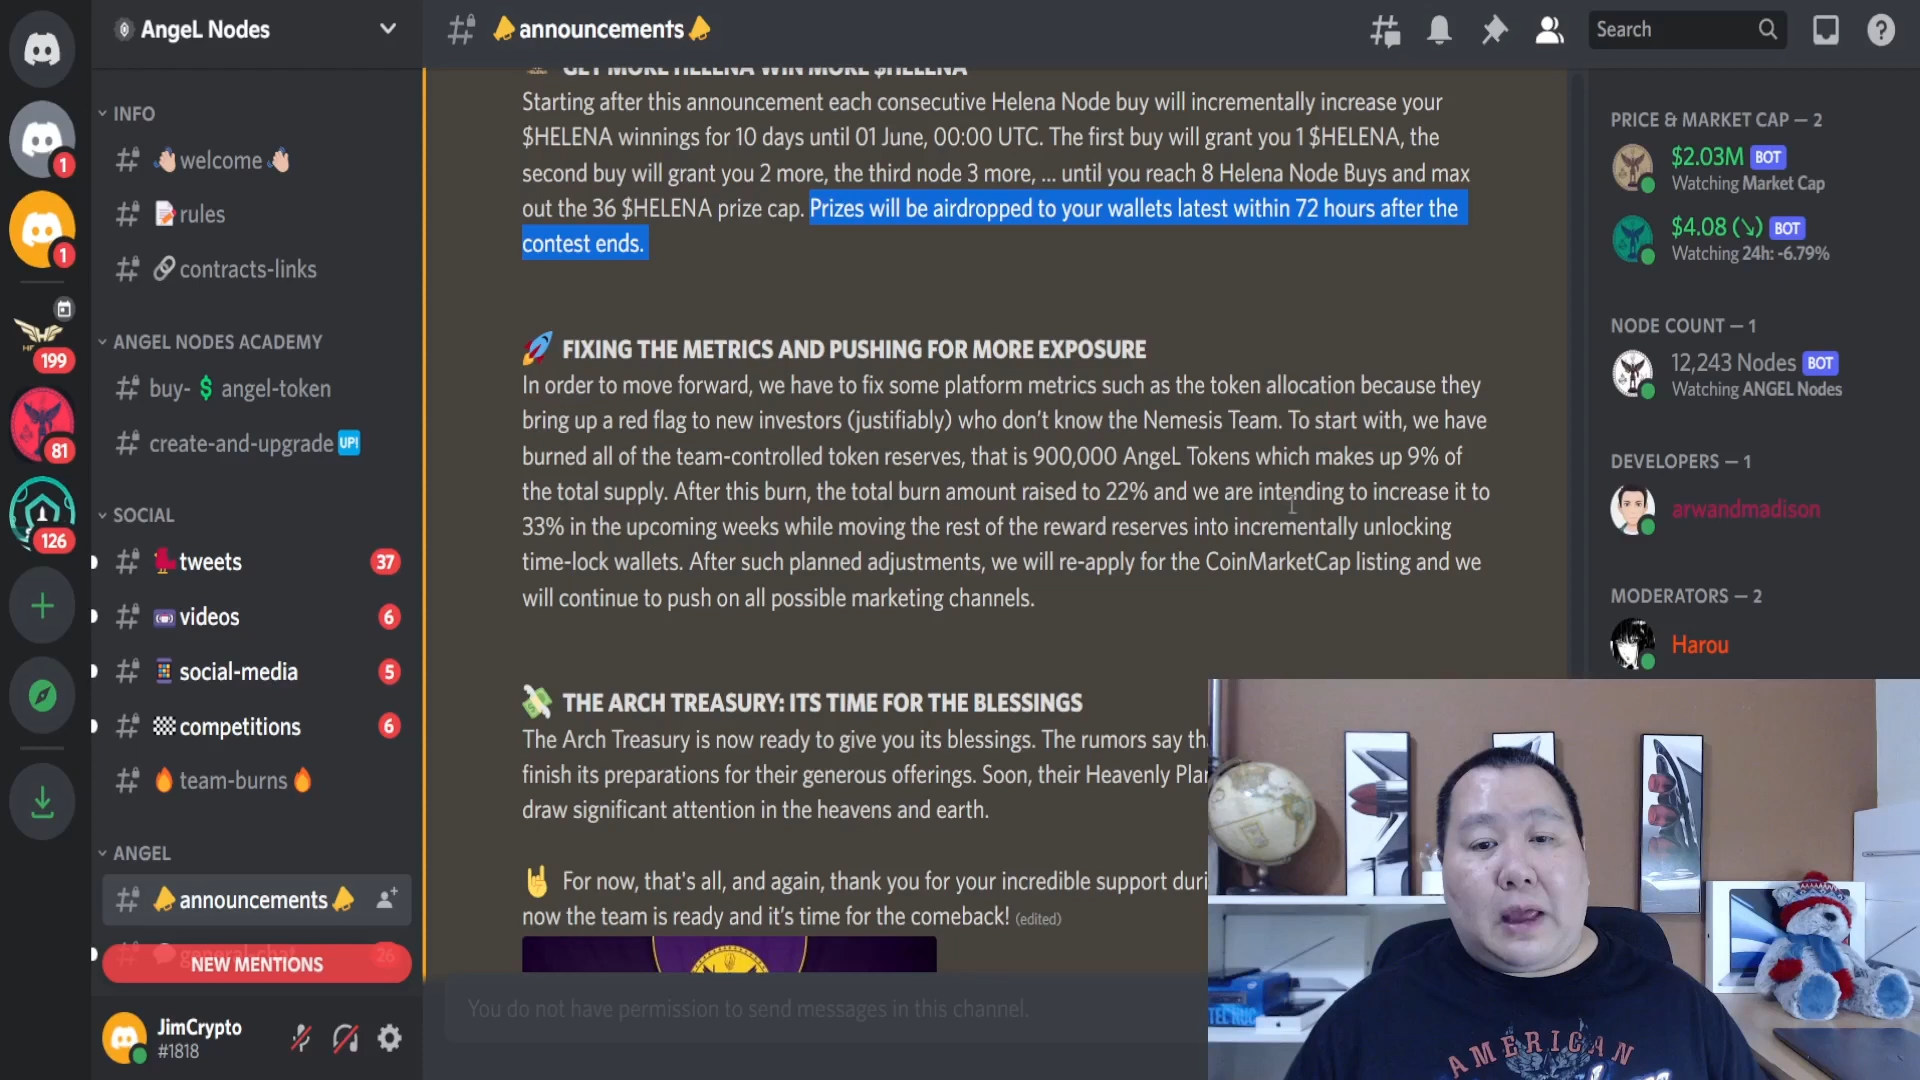 AngeL Nodes
announcements
Search
INFO
welcome
rules
contracts-links
ANGEL NODES ACADEMY
buy- $ angel-token
create-and-upgrade UP!
SOCIAL
tweets 37
videos 6
social-media 5
competitions 6
team-burns
ANGEL
announcements
general-chat 26
NEW MENTIONS
JimCrypto
#1818
1
1
199
81
126
GET MORE HELENA WIN MORE $HELENA
Starting after this announcement each consecutive Helena Node buy will incrementally increase your
$HELENA winnings for 10 days until 01 June, 00:00 UTC. The first buy will grant you 1 $HELENA, the
second buy will grant you 2 more, the third node 3 more, ... until you reach 8 Helena Node Buys and max
out the 36 $HELENA prize cap. Prizes will be airdropped to your wallets latest within 72 hours after the
contest ends.
FIXING THE METRICS AND PUSHING FOR MORE EXPOSURE
In order to move forward, we have to fix some platform metrics such as the token allocation because they
bring up a red flag to new investors (justifiably) who don't know the Nemesis Team. To start with, we have
burned all of the team-controlled token reserves, that is 900,000 AngeL Tokens which makes up 9% of
the total supply. After this burn, the total burn amount raised to 22% and we are intending to increase it to
33% in the upcoming weeks while moving the rest of the reward reserves into incrementally unlocking
time-lock wallets. After such planned adjustments, we will re-apply for the CoinMarketCap listing and we
will continue to push on all possible marketing channels.
THE ARCH TREASURY: ITS TIME FOR THE BLESSINGS
The Arch Treasury is now ready to give you its blessings. The rumors say
finish its preparations for their generous offerings. Soon, their Heavenly
draw significant attention in the heavens and earth.
For now, that's all, and again, thank you for your incredible support
now the team is ready and it's time for the comeback! (edited)
You do not have permission to send messages in this channel.
PRICE & MARKET CAP — 2
$2.03M BOT
Watching Market Cap
$4.08 (↘) BOT
Watching 24h: -6.79%
NODE COUNT — 1
12,243 Nodes BOT
Watching ANGEL Nodes
DEVELOPERS — 1
arwandmadison
MODERATORS — 2
Harou
AMERICAN